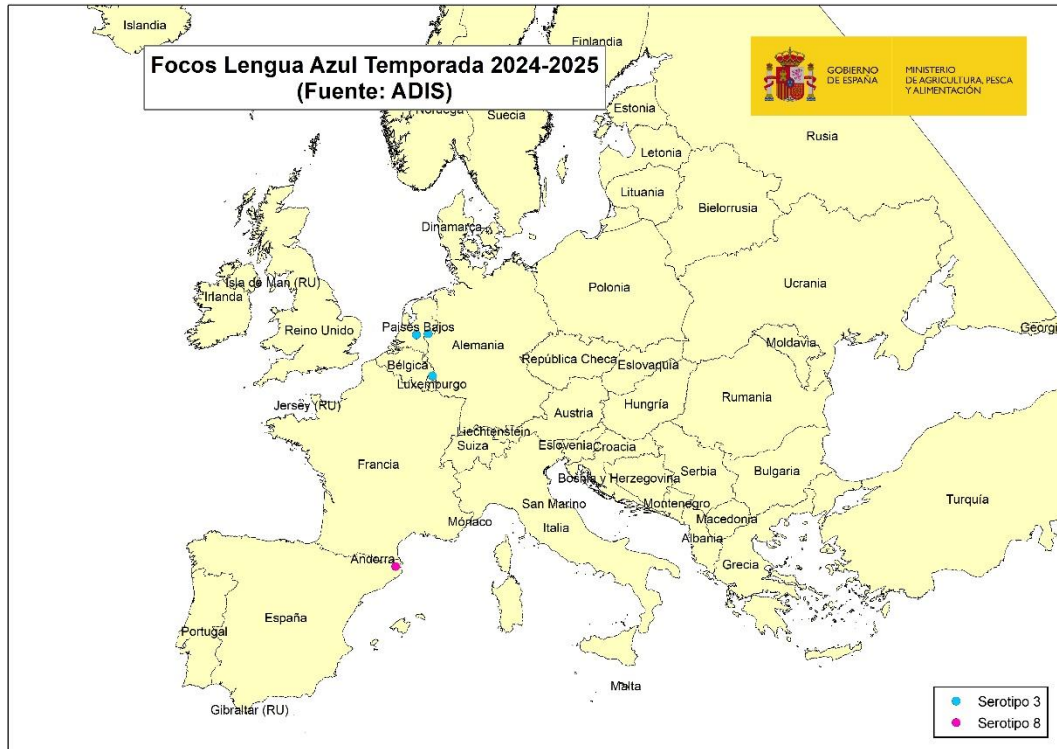 Islandia
Finlandia
Focos Lengua Azul Temporada 2024-2025
(Fuente: ADIS)
GOBIERNO
DE ESPAÑA
MINISTERIO
DE AGRICULTURA, PESCA
Y ALIMENTACIÓN
Noruega
Suecia
Estonia
Rusia
Letonia
Lituania
Bielorrusia
Dinamarca
Isla de Man (RU)
Irlanda
Reino Unido
Países Bajos
Alemania
Polonia
Ucrania
Georgi
Bélgica
Luxemburgo
República Checa
Eslovaquia
Moldavia
Jersey (RU)
Austria
Hungría
Rumania
Liechtenstein
Suiza
Francia
Eslovenia
Croacia
Bosnia y Herzegovina
Serbia
Bulgaria
San Marino
Montenegro
Turquía
Mónaco
Italia
Macedonia
Albania
Andorra
Grecia
España
Portugal
Malta
Gibraltar (RU)
Serotipo 3
Serotipo 8